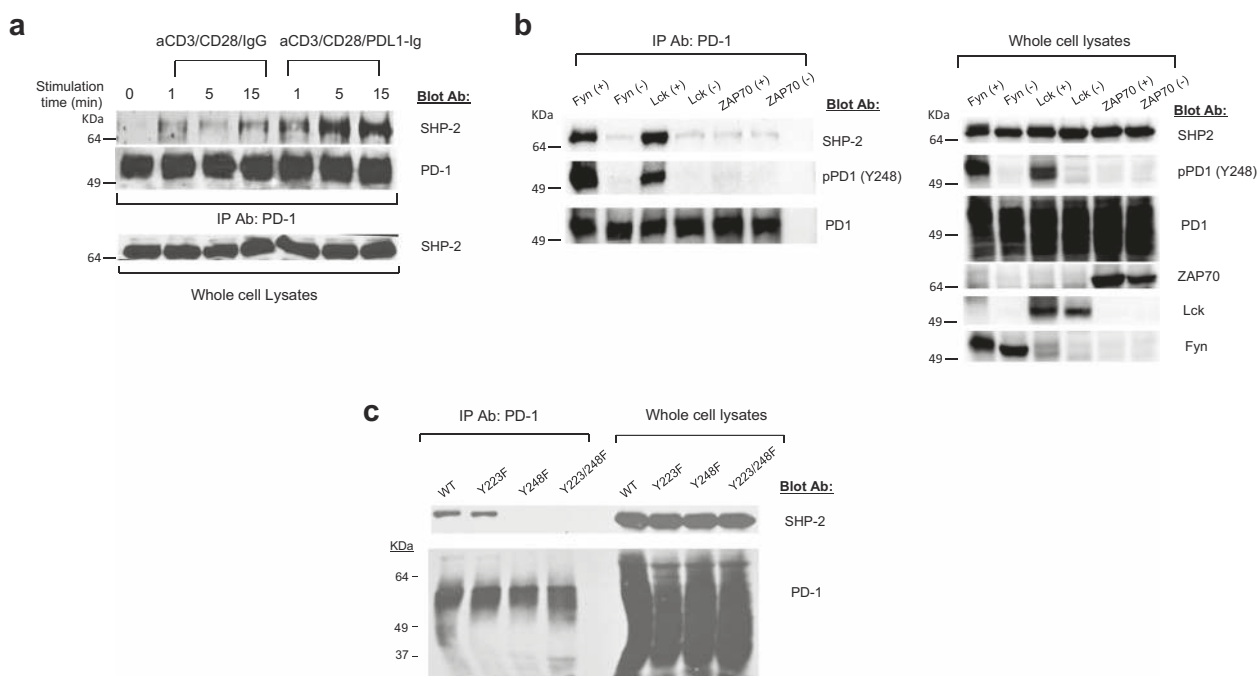 a
aCD3/CD28/IgG aCD3/CD28/PDL1-Ig
Stimulation time (min) 0 1 5 15 1 5 15 Blot Ab:
KDa
64
SHP-2
PD-1
49
IP Ab: PD-1
64
SHP-2
Whole cell Lysates
b
IP Ab: PD-1
Fyn (+) Fyn (-) Lck (+) Lck (-) ZAP70 (+) ZAP70 (-)
Blot Ab:
KDa
64
SHP-2
49
pPD1 (Y248)
49
PD1
Whole cell lysates
Fyn (+) Fyn (-) Lck (+) Lck (-) ZAP70 (+) ZAP70 (-)
Blot Ab:
KDa
64
SHP2
49
pPD1 (Y248)
49
PD1
64
ZAP70
49
Lck
49
Fyn
c
IP Ab: PD-1 Whole cell lysates
WT Y223F Y248F Y223/248F WT Y223F Y248F Y223/248F
Blot Ab:
SHP-2
KDa
64
PD-1
49
37